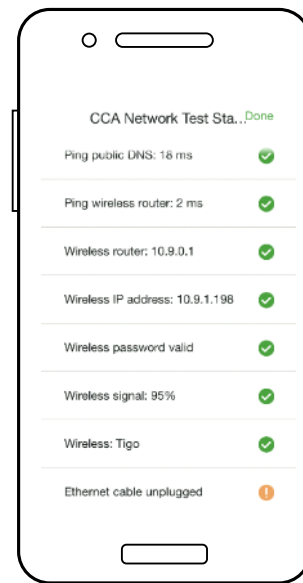 CCA Network Test Sta...
Done
Ping public DNS: 18 ms
Ping wireless router: 2 ms
Wireless router: 10.9.0.1
Wireless IP address: 10.9.1.198
Wireless password valid
Wireless signal: 95%
Wireless: Tigo
Ethernet cable unplugged